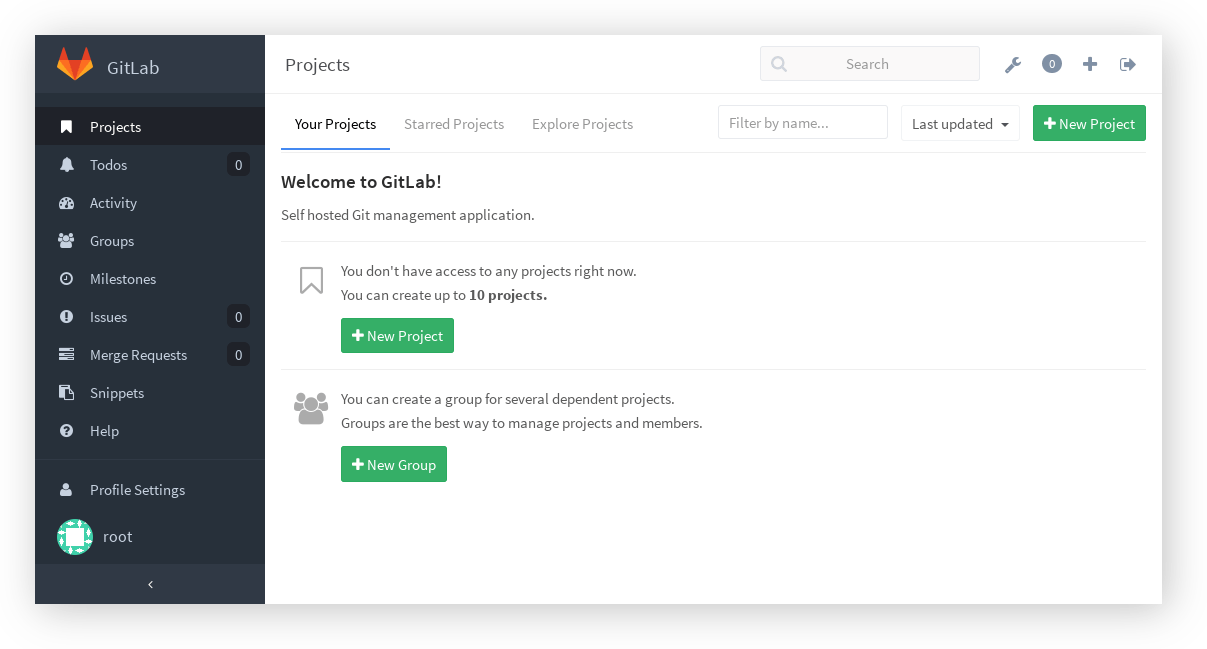 GitLab
Projects
Search
0
Projects
Todos 0
Activity
Groups
Milestones
Issues 0
Merge Requests 0
Snippets
Help
Profile Settings
root
Your Projects Starred Projects Explore Projects Filter by name... Last updated New Project
Welcome to GitLab!
Self hosted Git management application.
You don't have access to any projects right now.
You can create up to 10 projects.
New Project
You can create a group for several dependent projects.
Groups are the best way to manage projects and members.
New Group